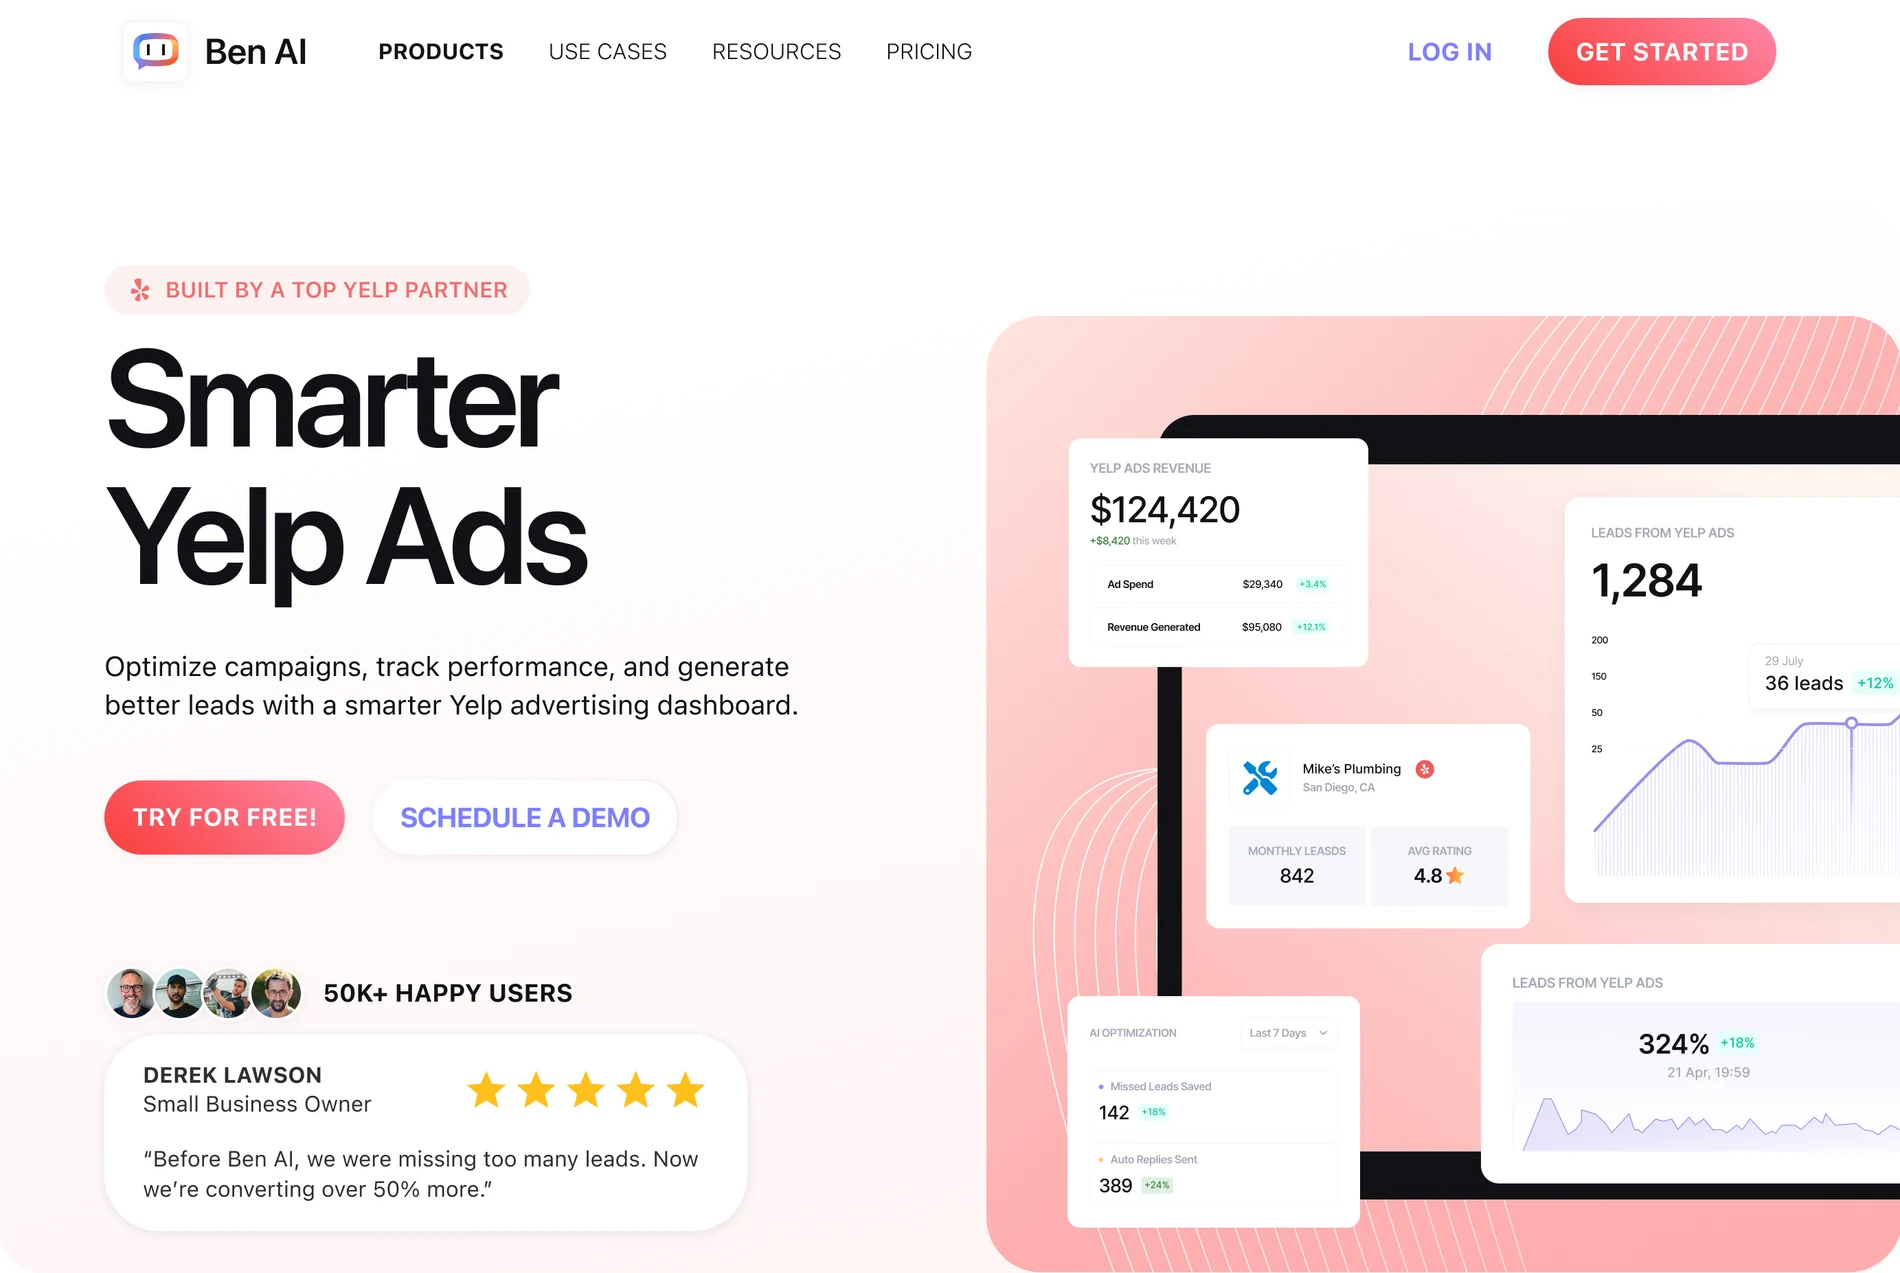 Ben AI
PRODUCTS
USE CASES
RESOURCES
PRICING
LOG IN
GET STARTED
BUILT BY A TOP YELP PARTNER
Smarter
Yelp Ads
Optimize campaigns, track performance, and generate
better leads with a smarter Yelp advertising dashboard.
TRY FOR FREE!
SCHEDULE A DEMO
50K+ HAPPY USERS
DEREK LAWSON
Small Business Owner
“Before Ben AI, we were missing too many leads. Now
we’re converting over 50% more.”
YELP ADS REVENUE
$124,420
+$8,420 this week
Ad Spend $29,340 +3.4%
Revenue Generated $95,080 +12.1%
LEADS FROM YELP ADS
1,284
200
150
50
25
29 July
36 leads +12%
Mike’s Plumbing
San Diego, CA
MONTHLY LEASDS
842
AVG RATING
4.8
AI OPTIMIZATION
Last 7 Days
Missed Leads Saved
142 +18%
Auto Replies Sent
389 +24%
LEADS FROM YELP ADS
324% +18%
21 Apr, 19:59